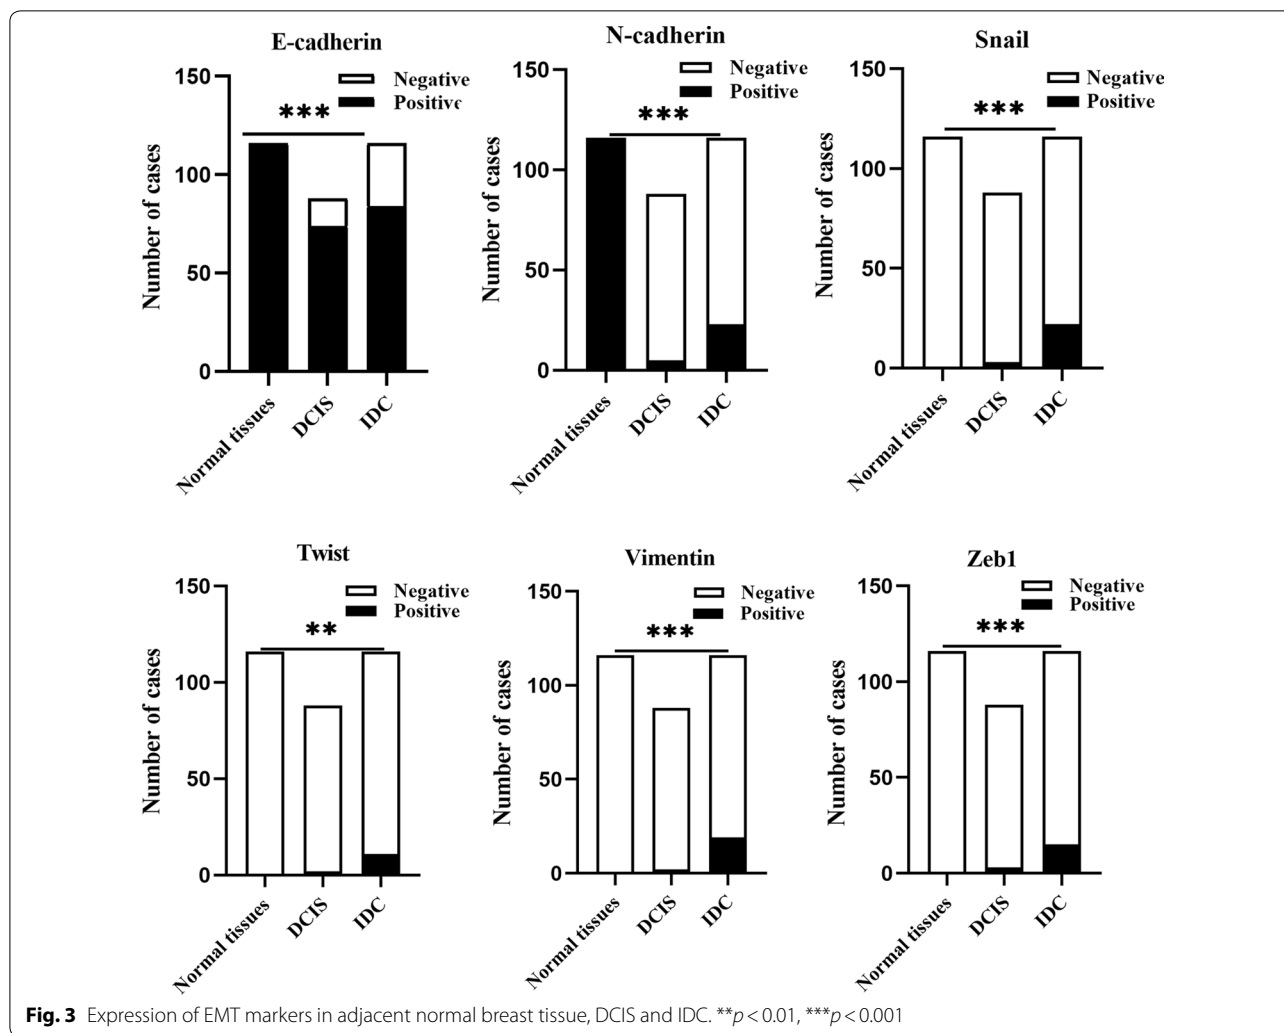 E-cadherin
150
100
50
0
Number of cases
Negative
Positive
***
Normal tissues
DCIS
IDC
N-cadherin
150
100
50
0
Number of cases
Negative
Positive
***
Normal tissues
DCIS
IDC
Snail
150
100
50
0
Number of cases
Negative
Positive
***
Normal tissues
DCIS
IDC
Twist
150
100
50
0
Number of cases
Negative
Positive
**
Normal tissues
DCIS
IDC
Vimentin
150
100
50
0
Number of cases
Negative
Positive
***
Normal tissues
DCIS
IDC
Zeb1
150
100
50
0
Number of cases
Negative
Positive
***
Normal tissues
DCIS
IDC
Fig. 3 Expression of EMT markers in adjacent normal breast tissue, DCIS and IDC. **p < 0.01, ***p < 0.001